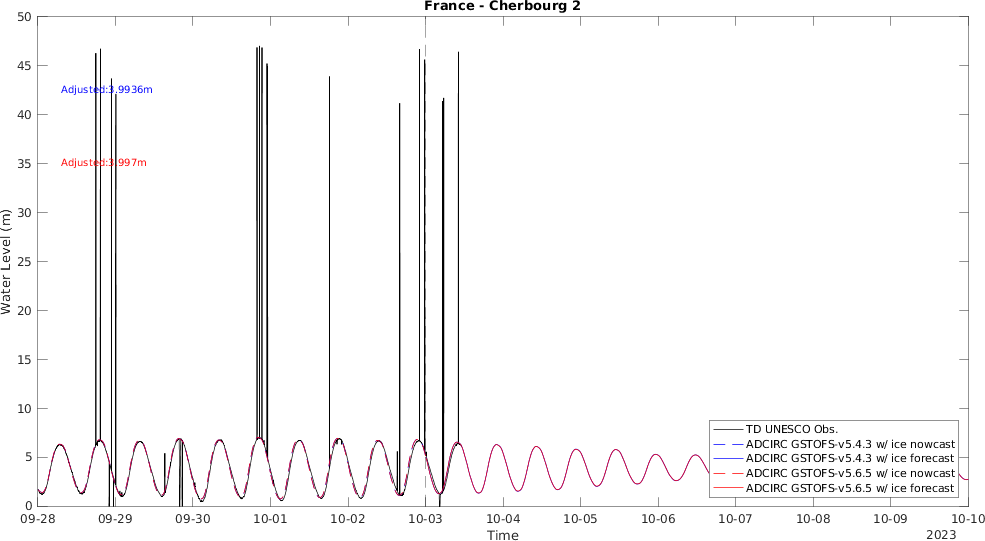 France - Cherbourg 2
50
45
40
35
30
25
20
15
10
5
0
Water Level (m)
Adjusted:3.9936m
Adjusted:3.997m
TD UNESCO Obs.
ADCIRC GSTOFS-v5.4.3 w/ ice nowcast
ADCIRC GSTOFS-v5.4.3 w/ ice forecast
ADCIRC GSTOFS-v5.6.5 w/ ice nowcast
ADCIRC GSTOFS-v5.6.5 w/ ice forecast
09-28 09-29 09-30 10-01 10-02 10-03 10-04 10-05 10-06 10-07 10-08 10-09 10-10
Time
2023